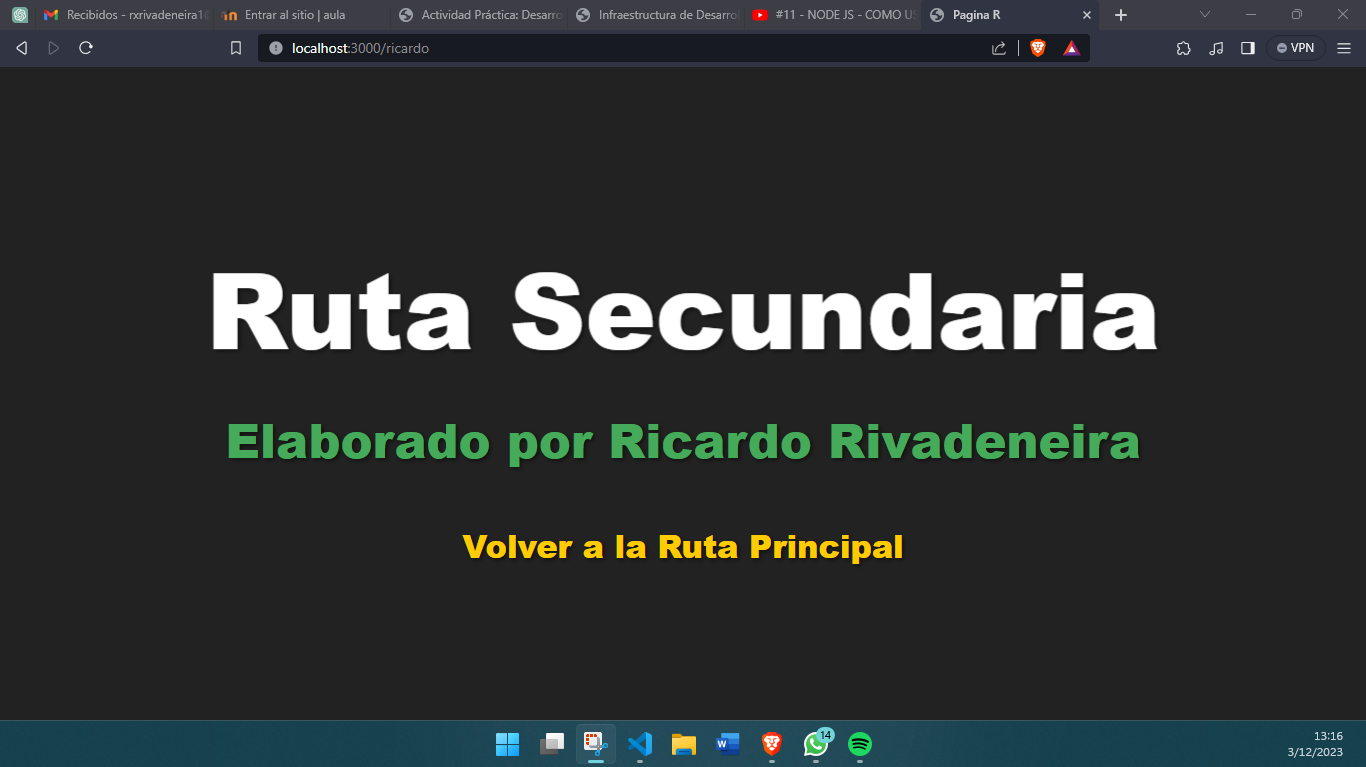 Recibidos - rxrivadeneira1
Entrar al sitio | aula
Actividad Práctica: Desarro
Infraestructura de Desarrol
#11 - NODE JS - COMO US
Pagina R
localhost:3000/ricardo
VPN
Ruta Secundaria
Elaborado por Ricardo Rivadeneira
Volver a la Ruta Principal
14
13:16
3/12/2023